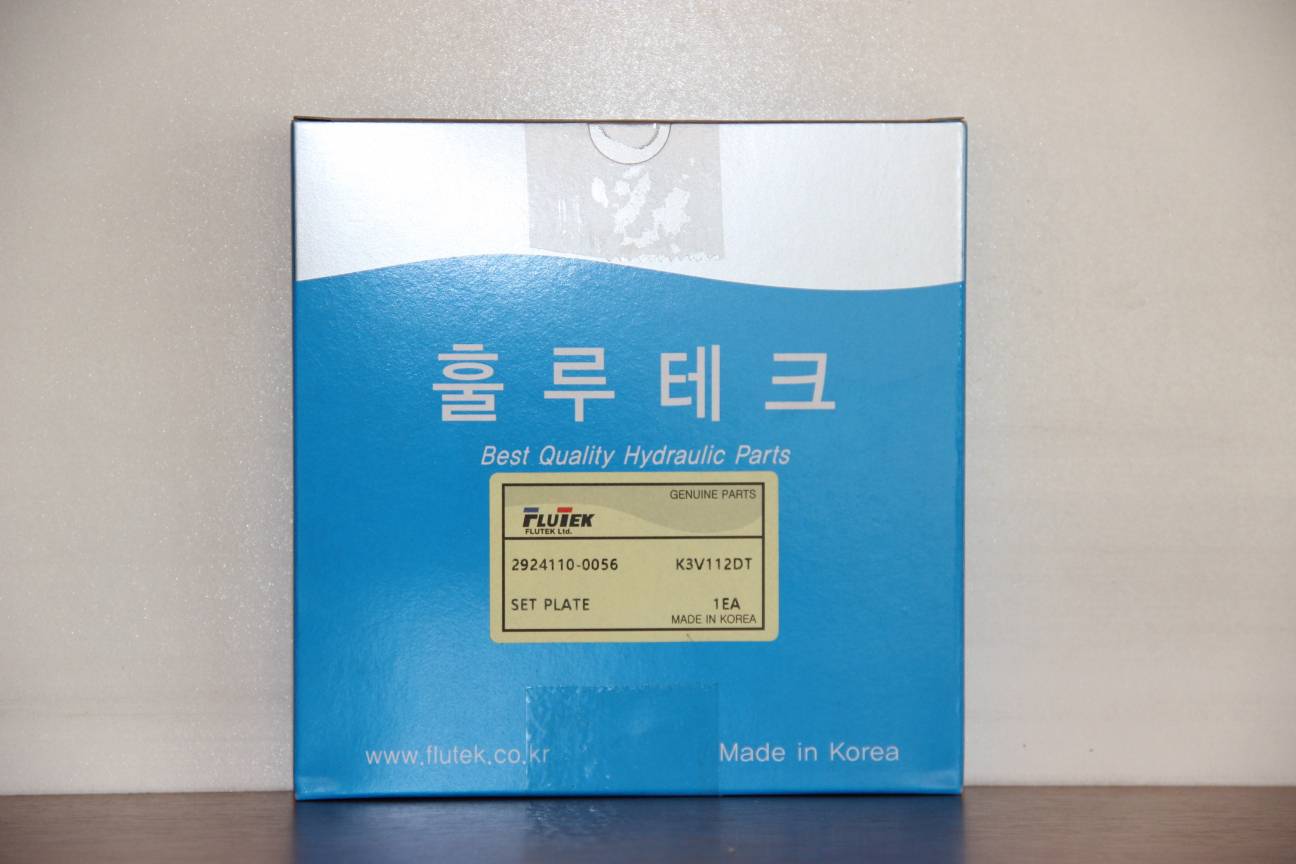 훌루테크
Best Quality Hydraulic Parts
GENUINE PARTS
FLUTEK
FLUTEK Ltd.
2924110-0056 K3V112DT
SET PLATE 1EA
MADE IN KOREA
www.flutek.co.kr Made in Korea